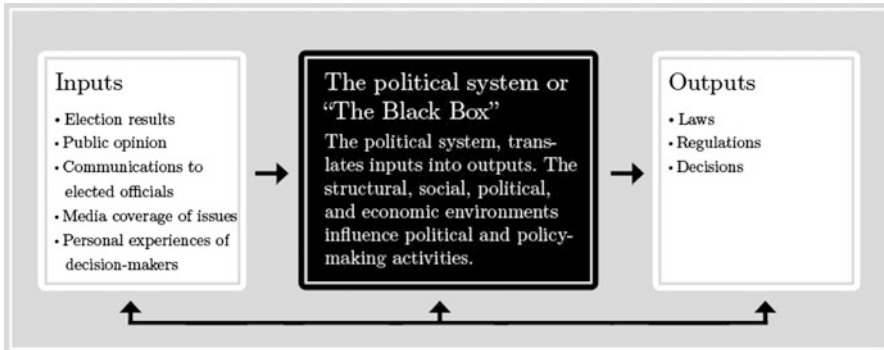 Inputs
• Election results
• Public opinion
• Communications to
elected officials
• Media coverage of issues
• Personal experiences of
decision-makers
The political system or
“The Black Box”
The political system, trans-
lates inputs into outputs. The
structural, social, political,
and economic environments
influence political and policy-
making activities.
Outputs
• Laws
• Regulations
• Decisions